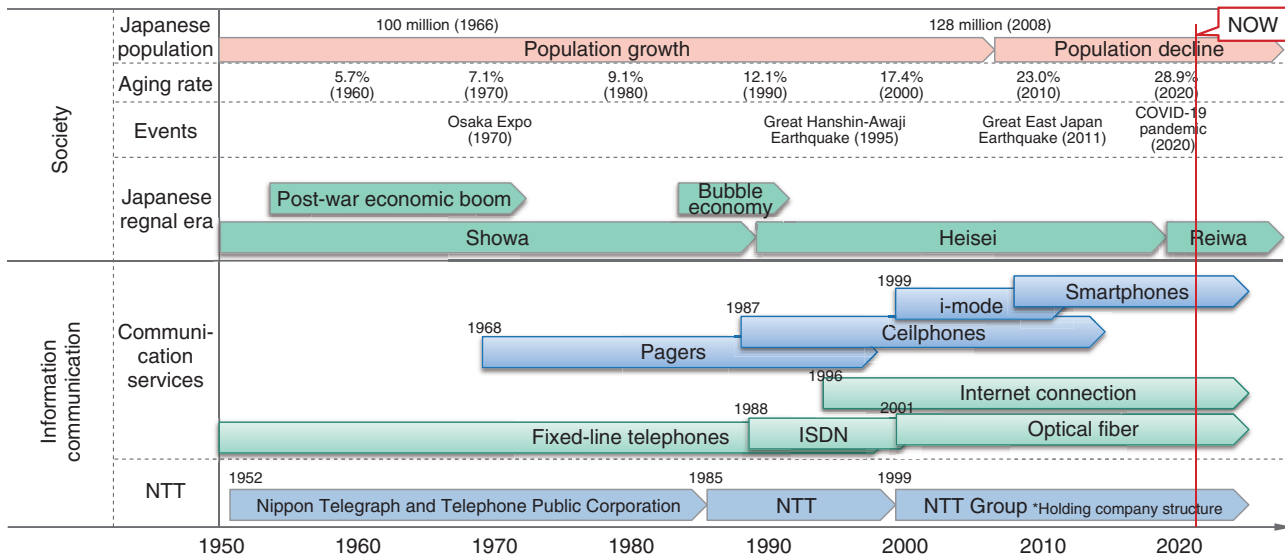 Japanese
population
100 million (1966)
128 million (2008)
NOW
Population growth
Population decline
Society
Aging rate
5.7%
(1960)
7.1%
(1970)
9.1%
(1980)
12.1%
(1990)
17.4%
(2000)
23.0%
(2010)
28.9%
(2020)
Events
Osaka Expo
(1970)
Great Hanshin-Awaji
Earthquake (1995)
Great East Japan
Earthquake (2011)
COVID-19
pandemic
(2020)
Japanese
regnal era
Post-war economic boom
Bubble
economy
Showa
Heisei
Reiwa
Information
communication
Communi-
cation
services
1999
Smartphones
i-mode
1987
Cellphones
1968
Pagers
1996
Internet connection
1988
2001
Fixed-line telephones
ISDN
Optical fiber
NTT
1952
1985
1999
Nippon Telegraph and Telephone Public Corporation
NTT
NTT Group *Holding company structure
1950
1960
1970
1980
1990
2000
2010
2020